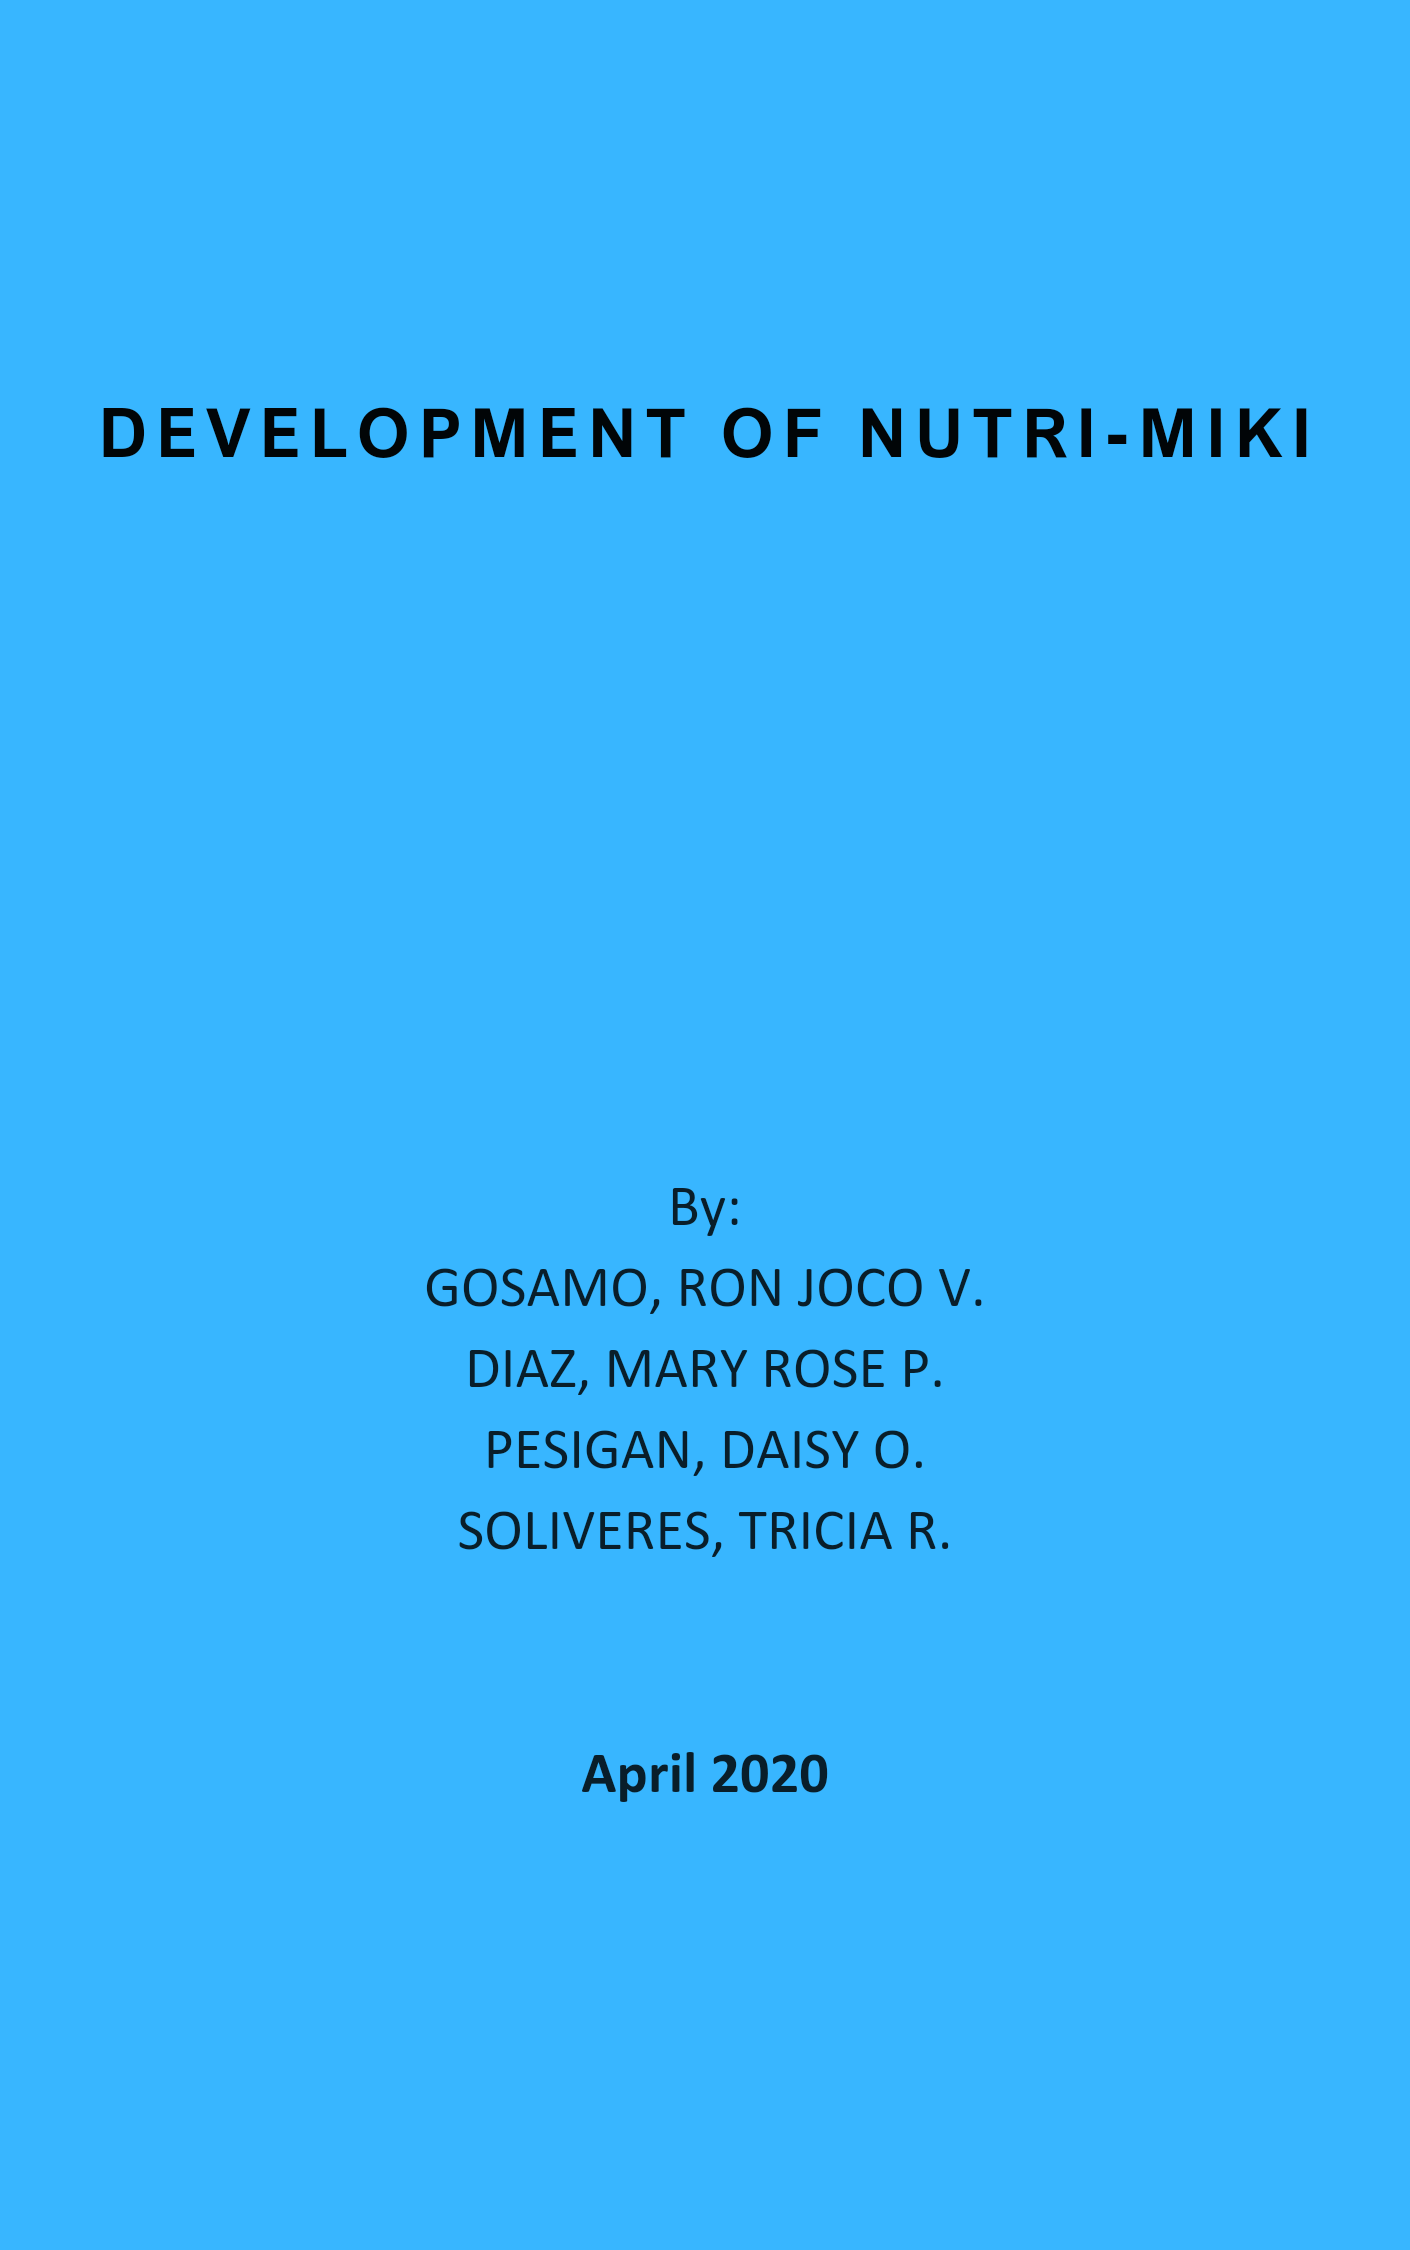 DEVELOPMENT OF NUTRI-MIKI
By:
GOSAMO, RON JOCO V.
DIAZ, MARY ROSE P.
PESIGAN, DAISY O.
SOLIVERES, TRICIA R.
April 2020